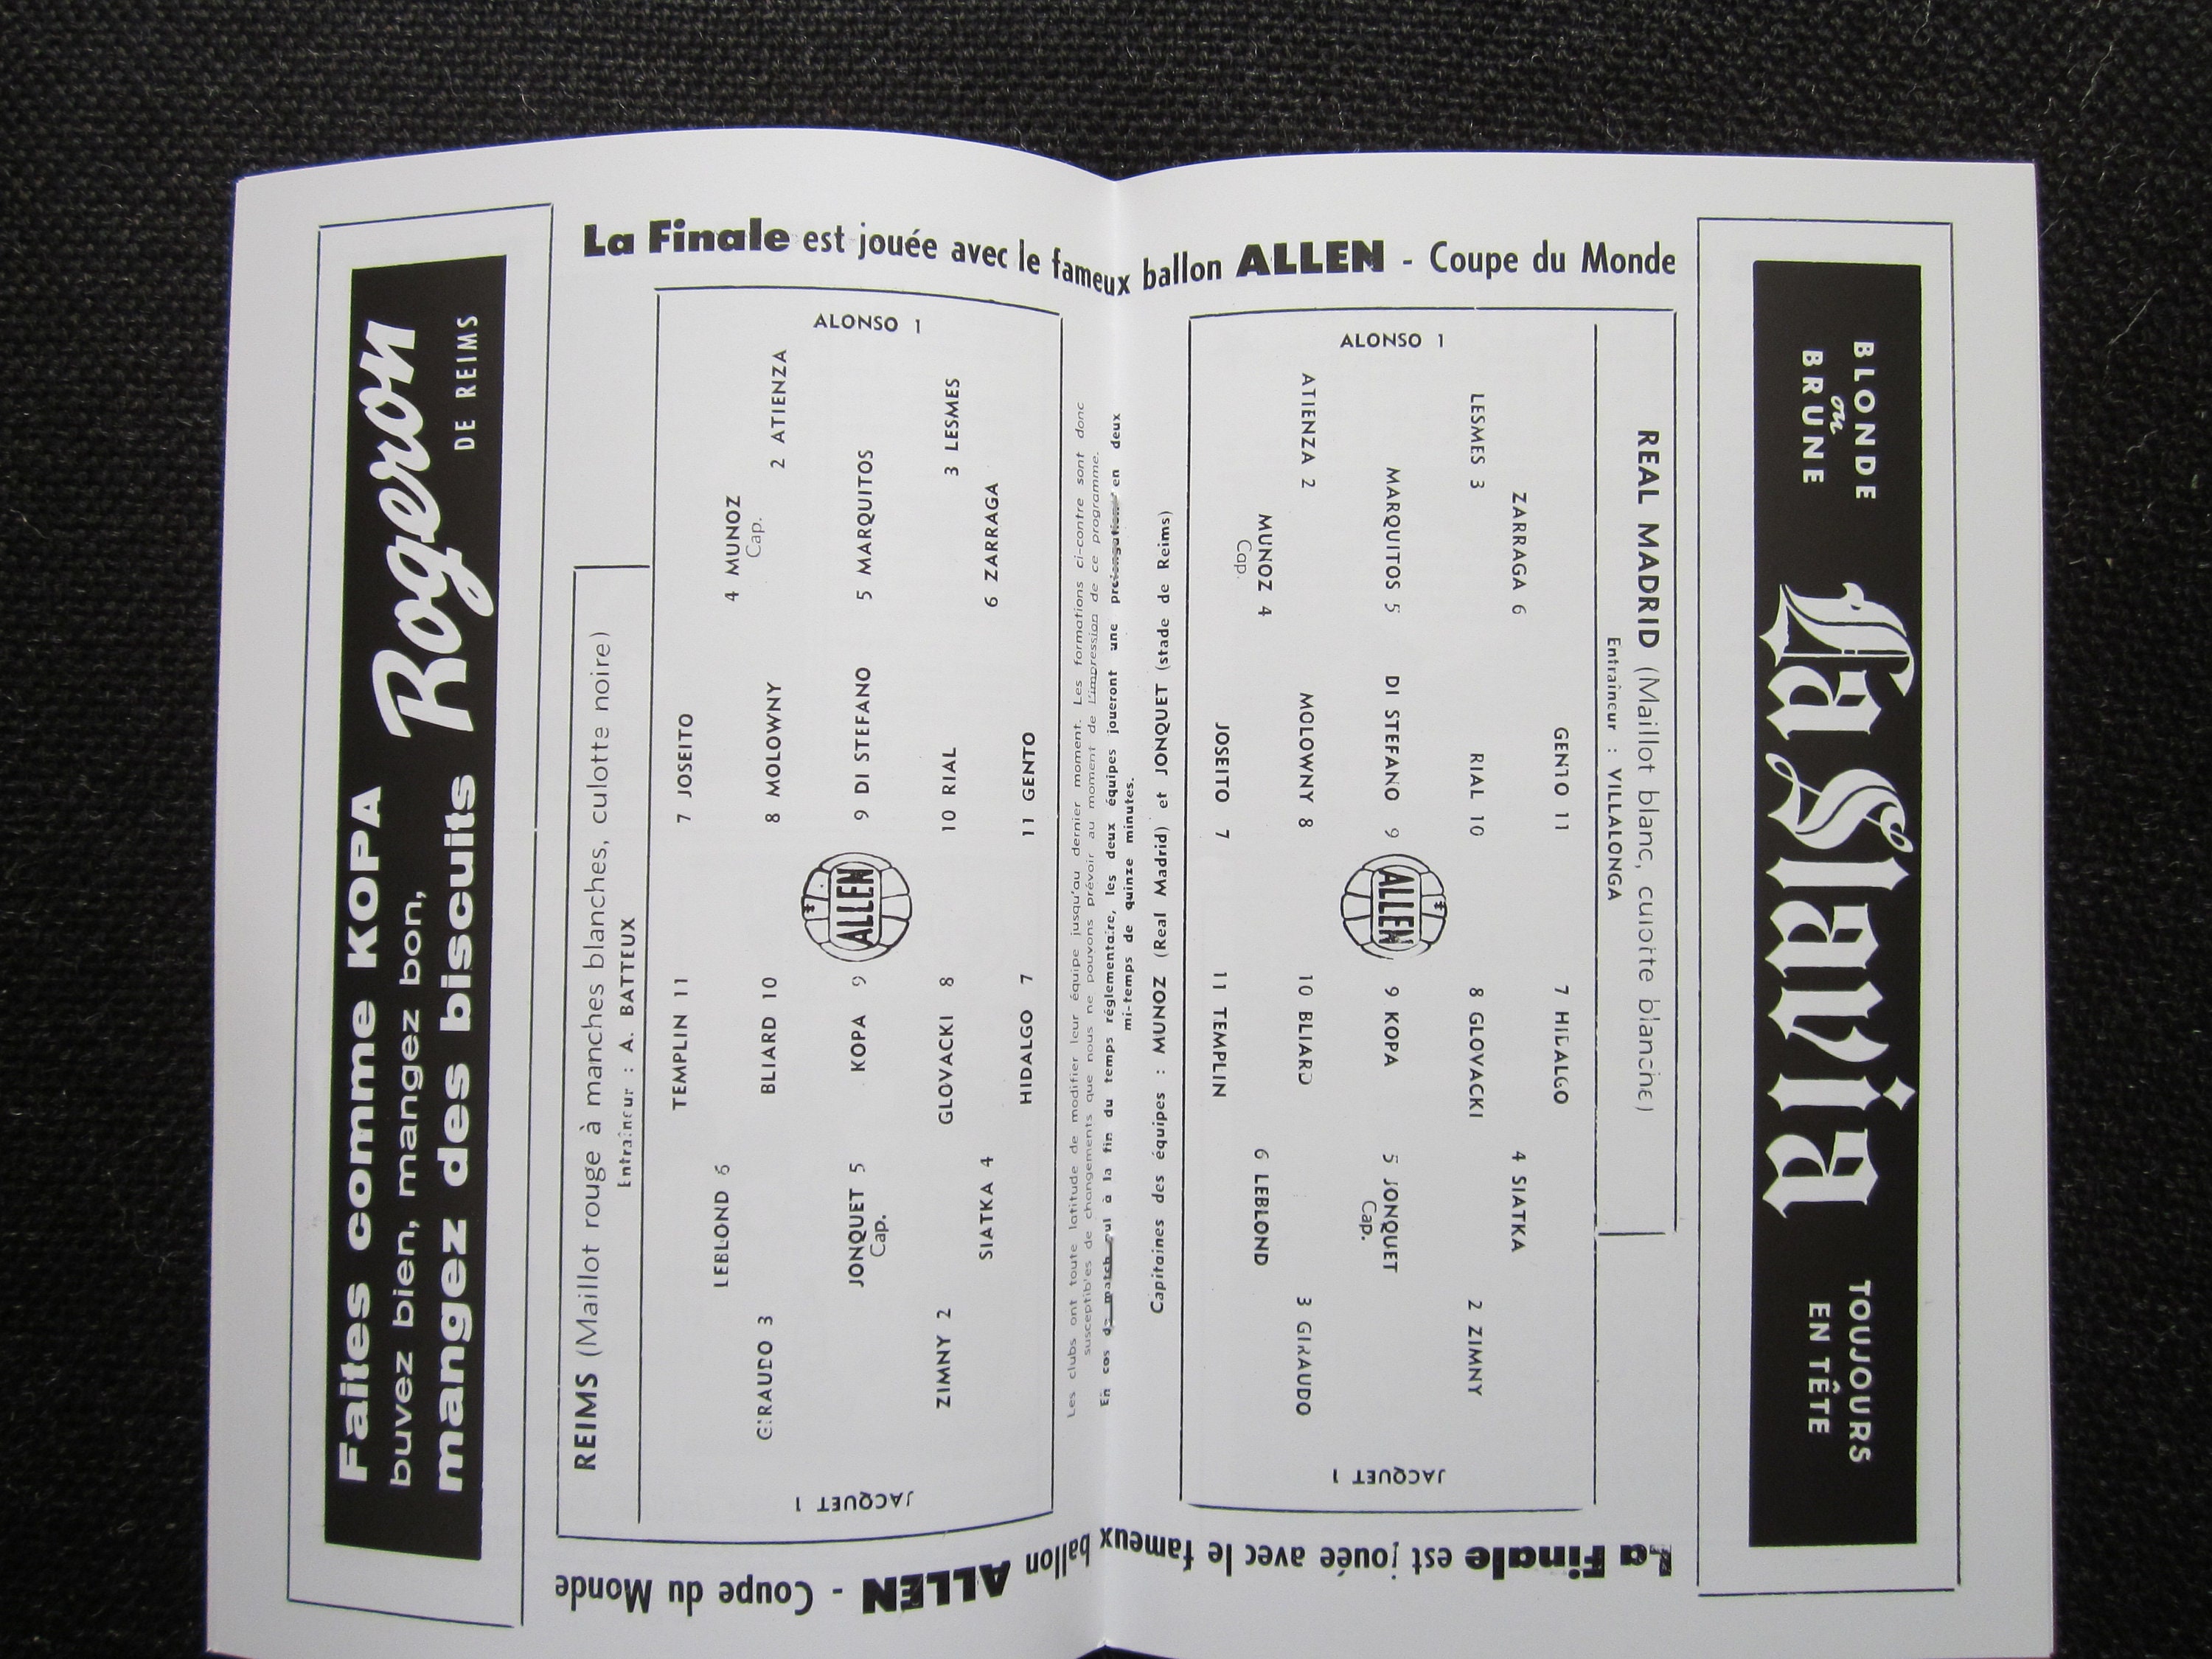 La Finale est jouée avec le fameux ballon ALLEN - Coupe du Monde
Faites comme KOPA
buvez bien, mangez bon,
mangez des biscuits Rogeron
DE REIMS
REIMS (Maillot rouge à manches blanches, culotte noire)
Entraîneur : A. BATTEUX
ALONSO 1
2 ATIENZA
3 LESMES
4 MUNOZ
Cap.
5 MARQUITOS
6 ZARRAGA
7 JOSEITO
8 MOLOWNY
9 DI STEFANO
10 RIAL
11 GENTO
ALLEN
TEMPLIN 11
BLIARD 10
KOPA 9
GLOVACKI 8
HIDALGO 7
LEBLOND 6
JONQUET 5
Cap.
SIATKA 4
GIRAUDO 3
ZIMNY 2
JACQUET 1
Les clubs ont toute latitude de modifier leur équipe jusqu'au dernier moment. Les formations ci-contre sont donc
susceptibles de changements que nous ne pouvons prévoir au moment de l'impression de ce programme.
En cas de match nul à la fin du temps réglementaire, les deux équipes joueront une prolongation en deux
mi-temps de quinze minutes.
Capitaines des équipes : MUNOZ (Real Madrid) et JONQUET (stade de Reims)
REAL MADRID (Maillot blanc, culotte blanche)
Entraîneur : VILLALONGA
ALONSO 1
LESMES 3
ATIENZA 2
ZARRAGA 6
MARQUITOS 5
MUNOZ 4
Cap.
GENTO 11
RIAL 10
DI STEFANO 9
MOLOWNY 8
JOSEITO 7
ALLEN
7 HIDALGO
8 GLOVACKI
9 KOPA
10 BLIARD
11 TEMPLIN
4 SIATKA
5 JONQUET
Cap.
6 LEBLOND
2 ZIMNY
3 GIRAUDO
JACQUET 1
BLONDE
ou
BRUNE
La Slavia
TOUJOURS
EN TÊTE
La Finale est jouée avec le fameux ballon ALLEN - Coupe du Monde